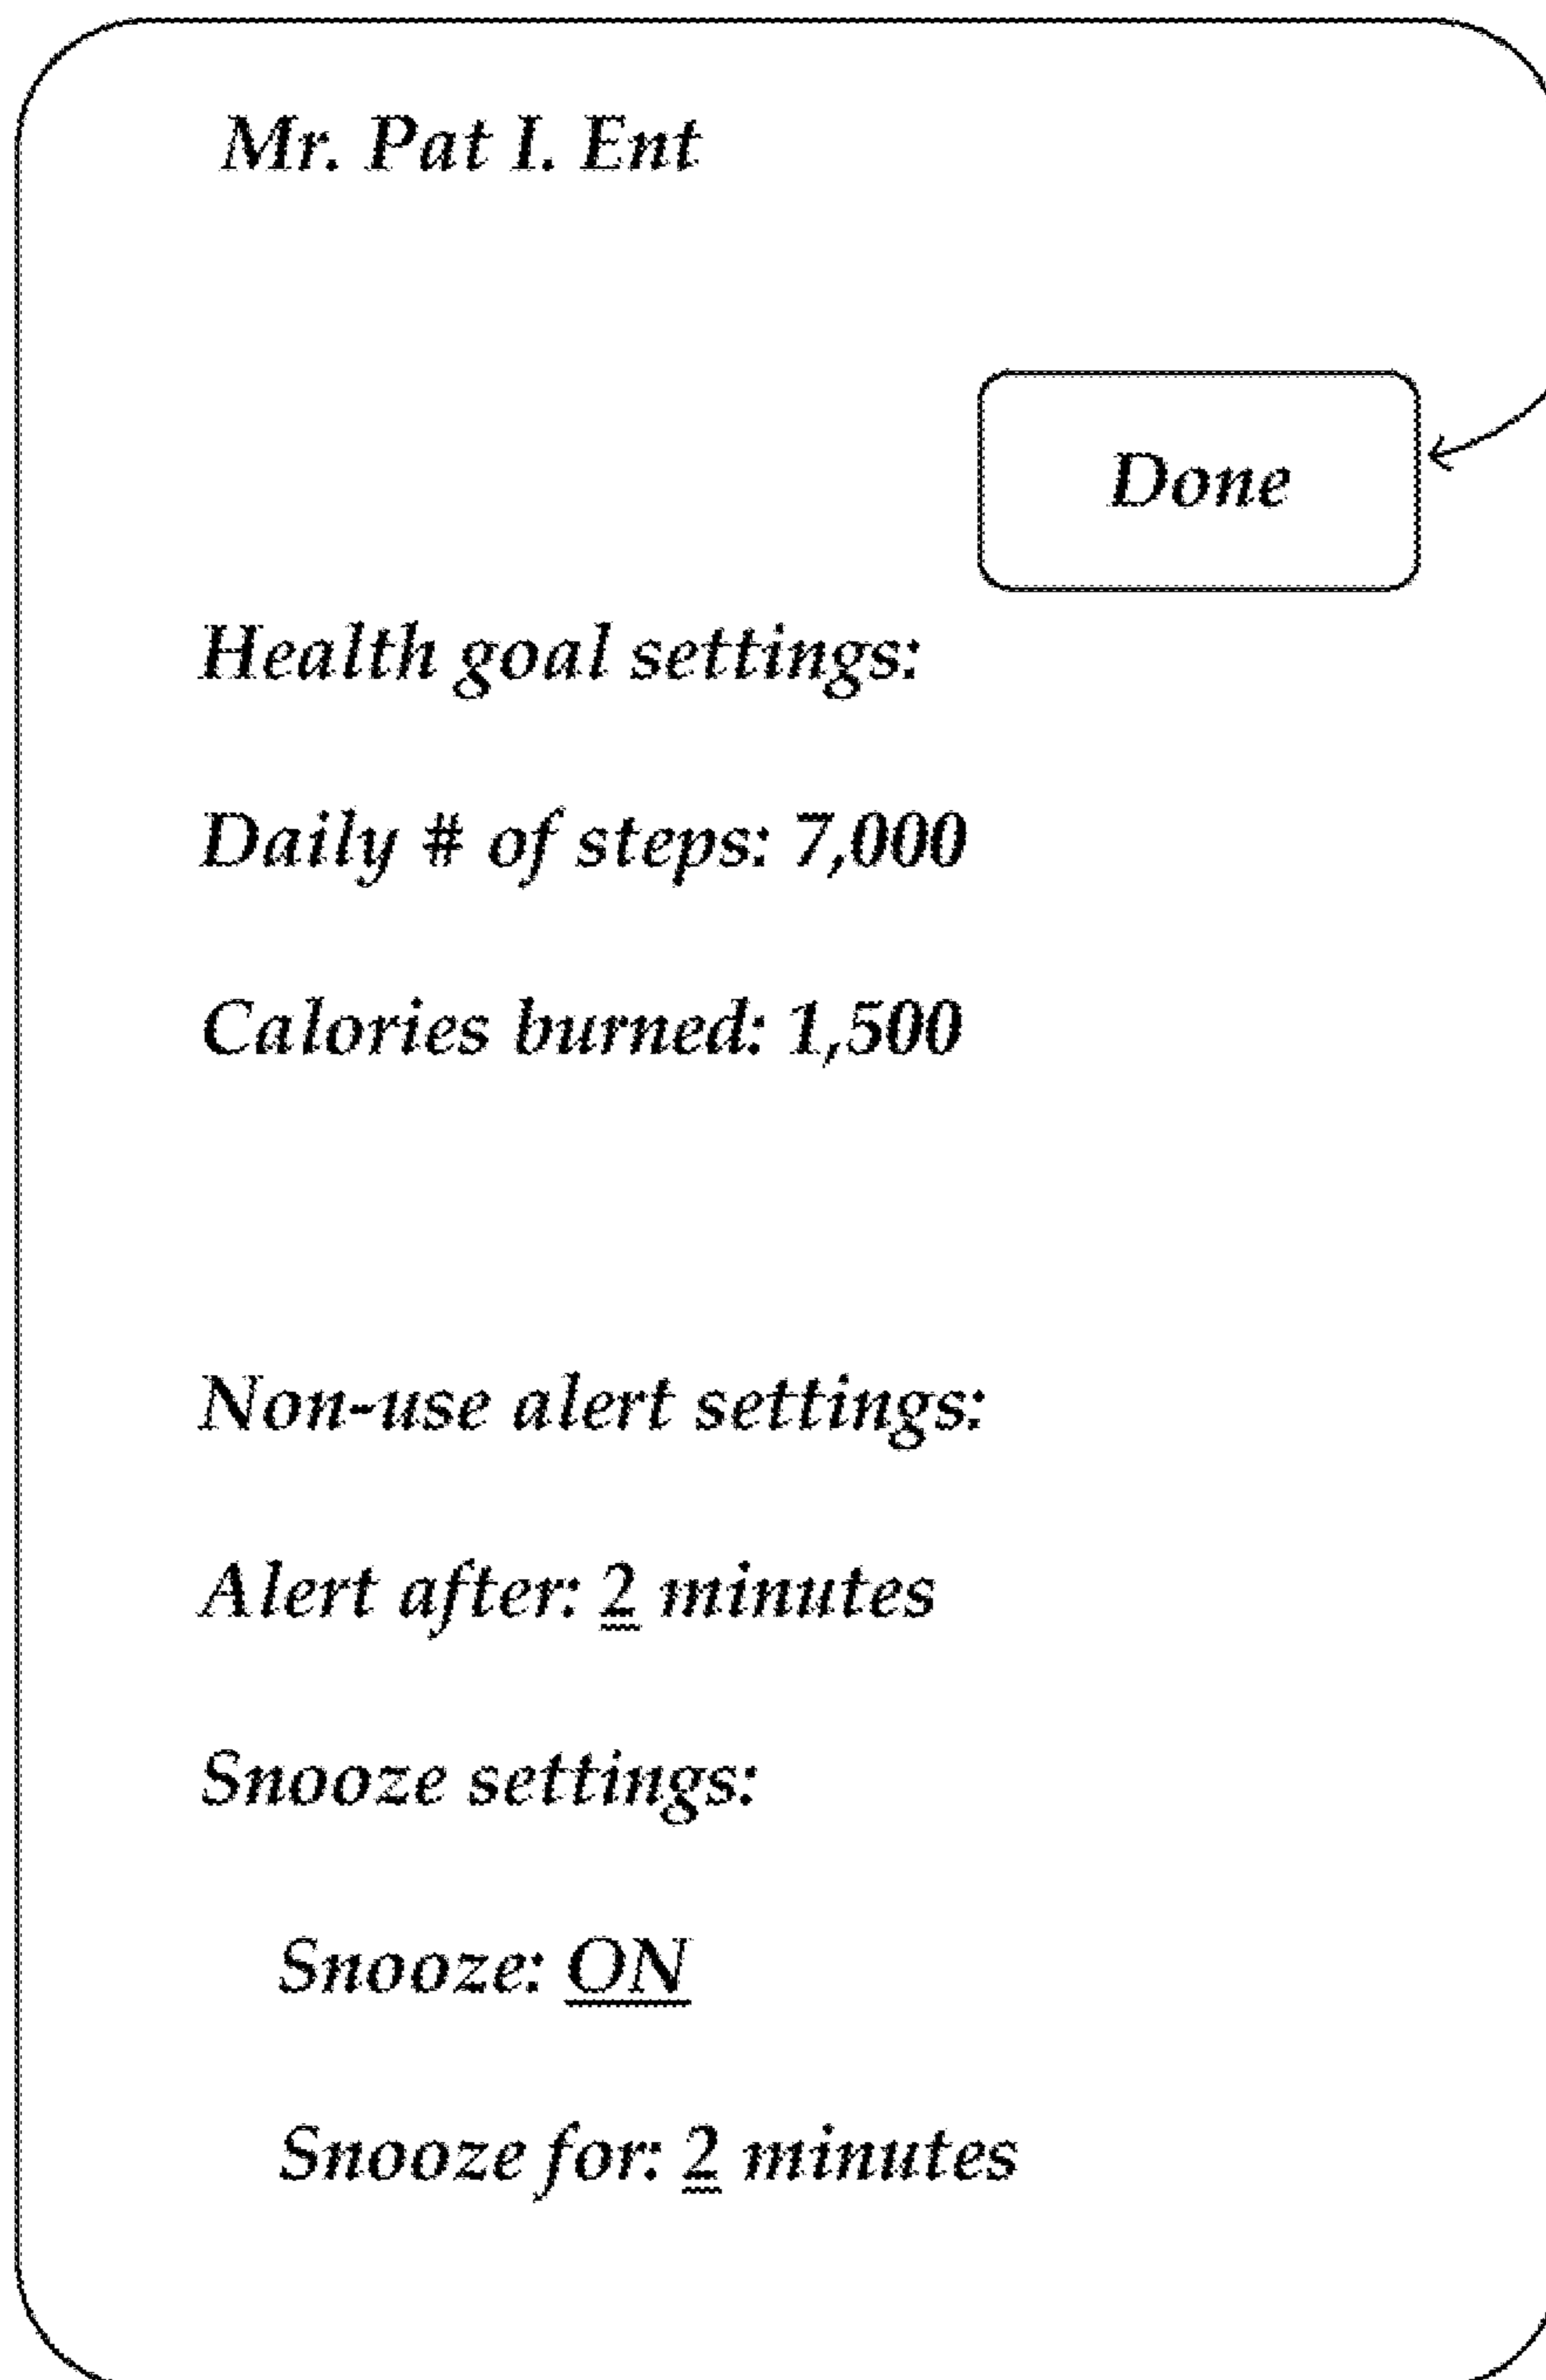 Mr. Pat I. Ent
Done
Health goal settings:
Daily # of steps: 7,000
Calories burned: 1,500
Non-use alert settings:
Alert after: 2 minutes
Snooze settings:
Snooze: ON
Snooze for: 2 minutes